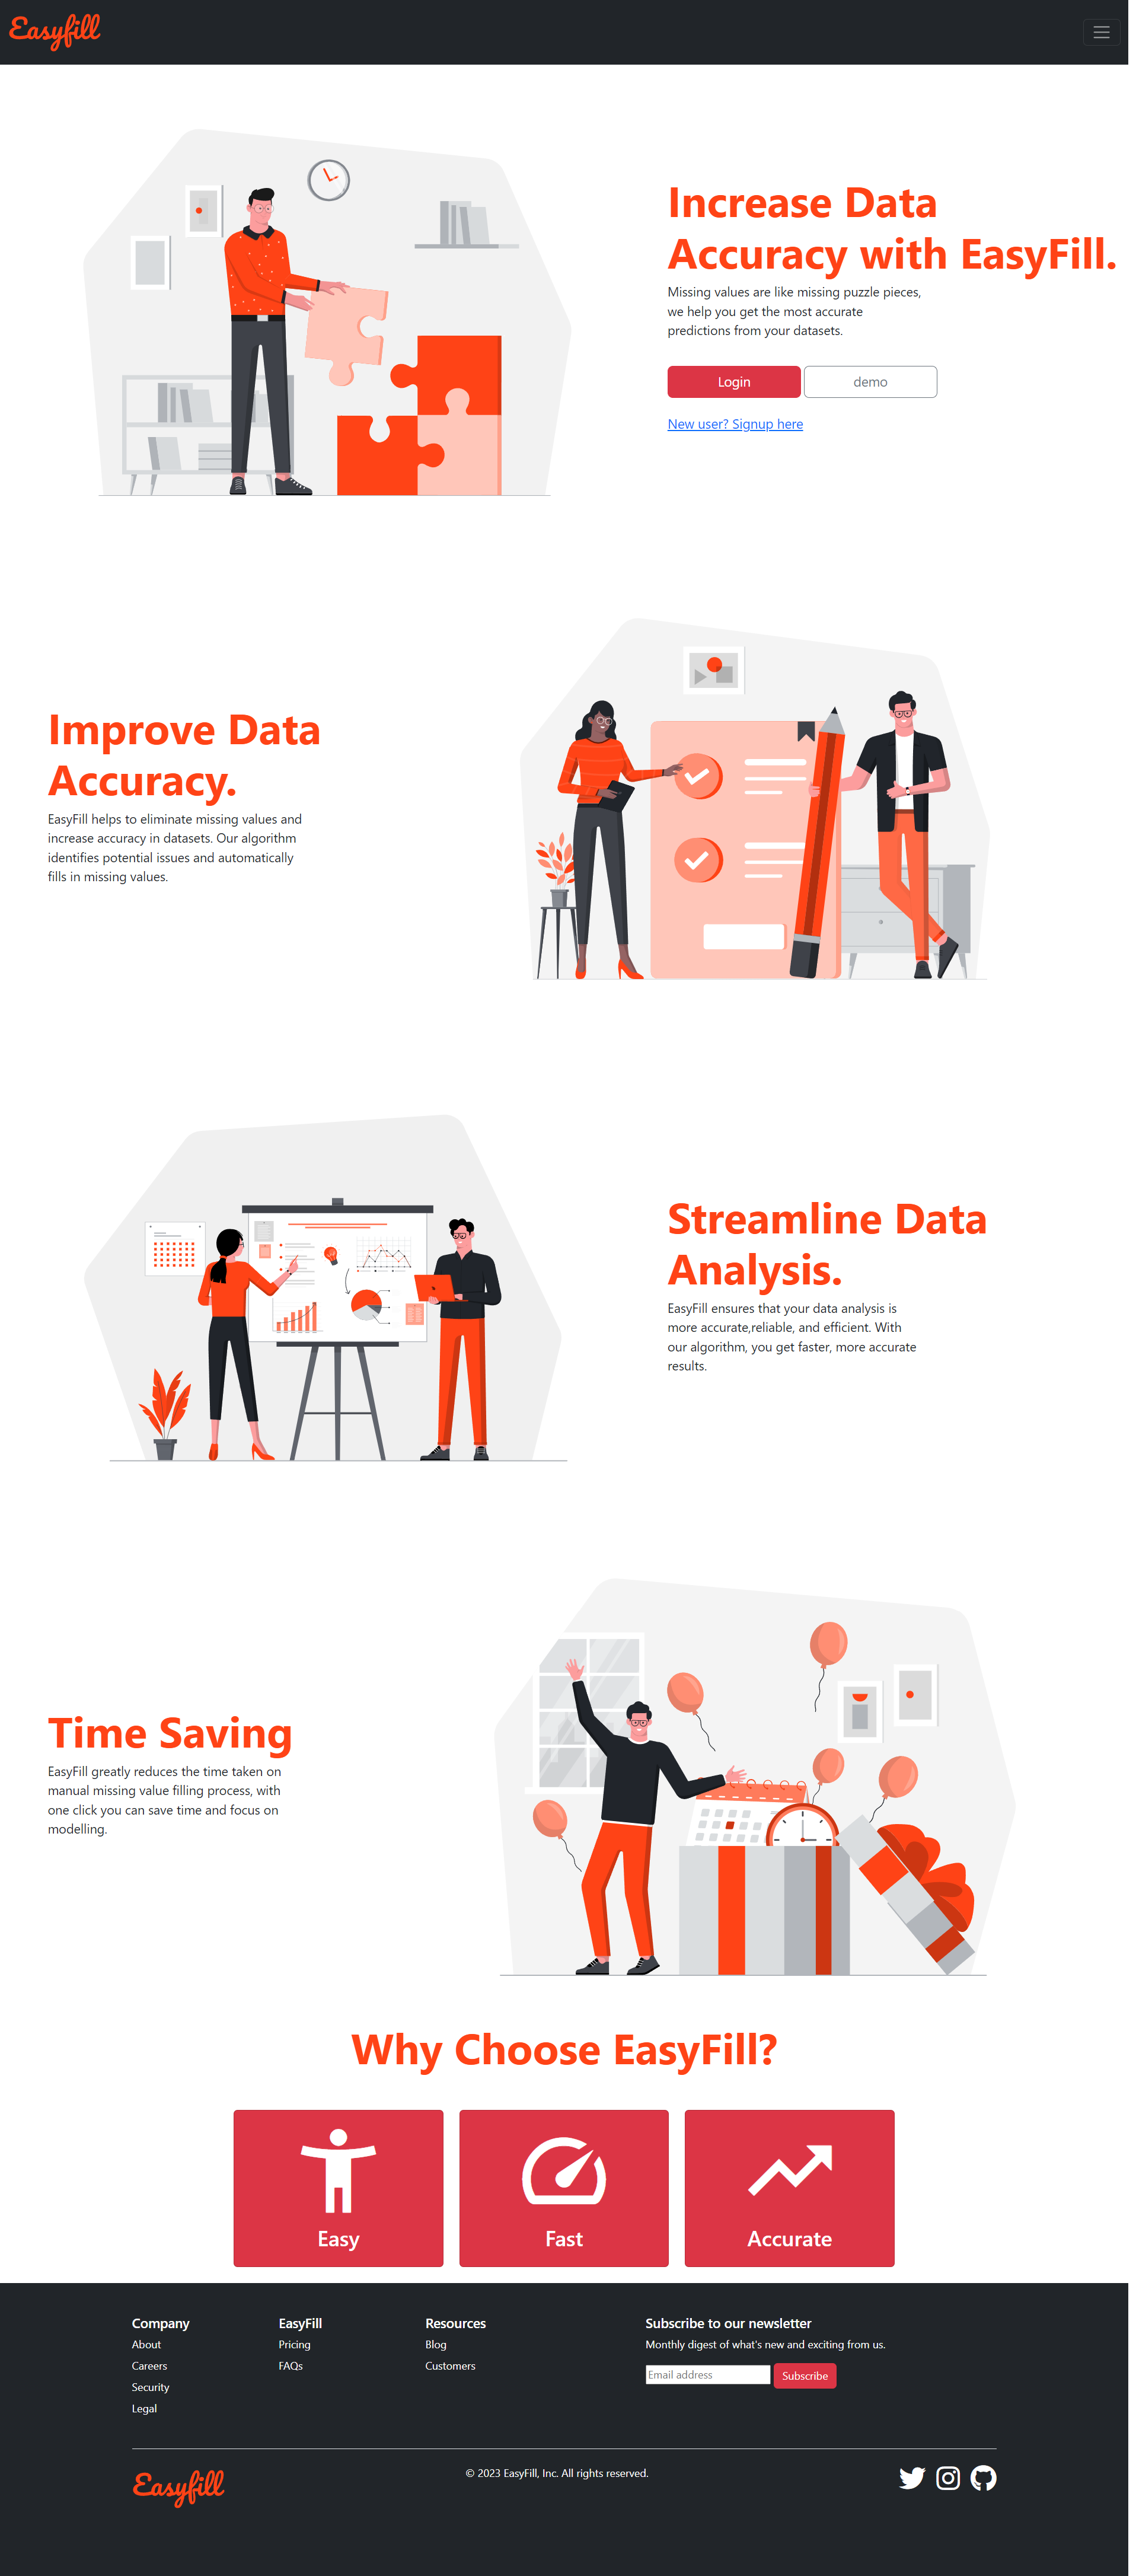 Easyfill
Increase Data
Accuracy with EasyFill.
Missing values are like missing puzzle pieces,
we help you get the most accurate
predictions from your datasets.
Login
demo
New user? Signup here
Improve Data
Accuracy.
EasyFill helps to eliminate missing values and
increase accuracy in datasets. Our algorithm
identifies potential issues and automatically
fills in missing values.
Streamline Data
Analysis.
EasyFill ensures that your data analysis is
more accurate,reliable, and efficient. With
our algorithm, you get faster, more accurate
results.
Time Saving
EasyFill greatly reduces the time taken on
manual missing value filling process, with
one click you can save time and focus on
modelling.
Why Choose EasyFill?
Easy
Fast
Accurate
Company
About
Careers
Security
Legal
EasyFill
Pricing
FAQs
Resources
Blog
Customers
Subscribe to our newsletter
Monthly digest of what's new and exciting from us.
Email address
Subscribe
Easyfill
© 2023 EasyFill, Inc. All rights reserved.